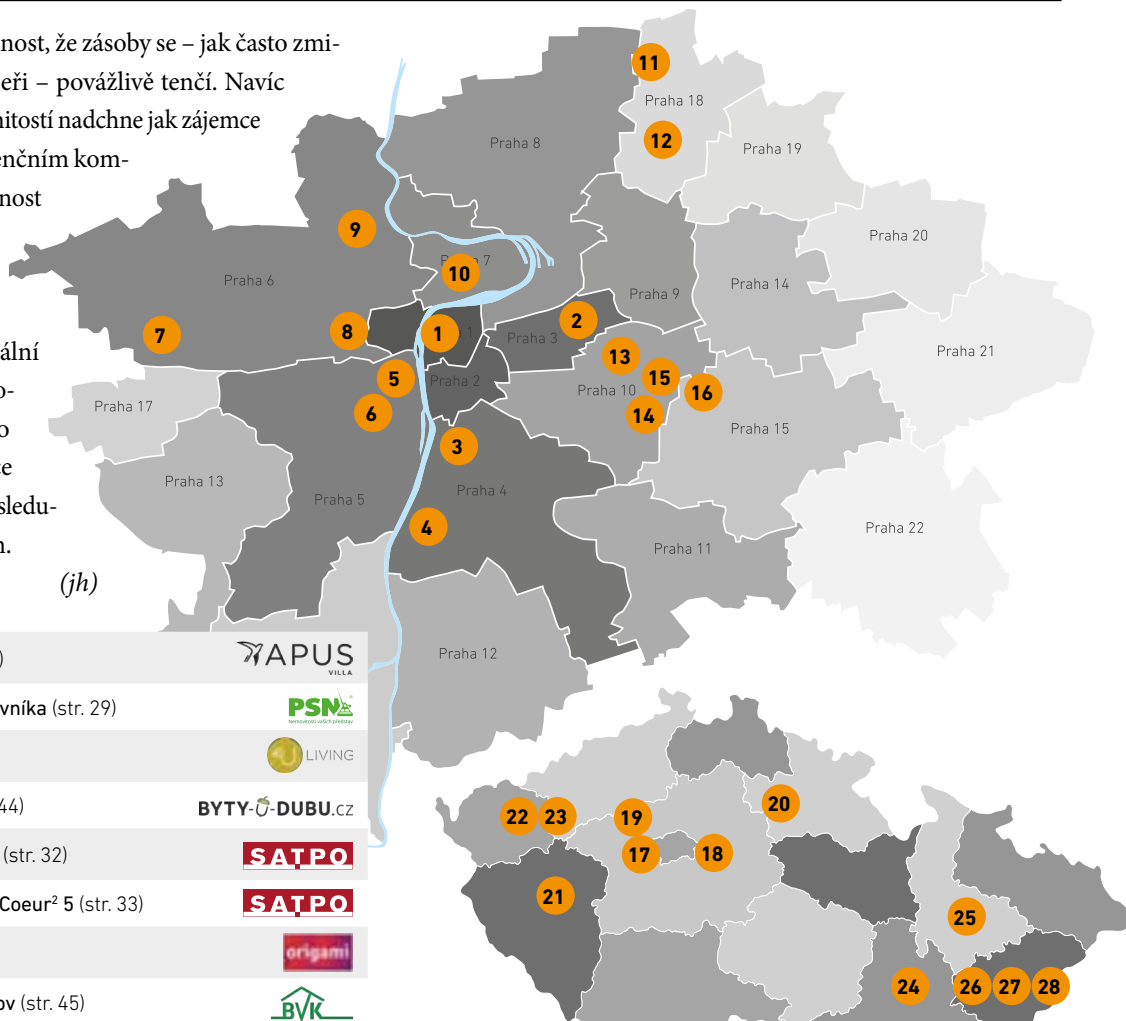 nost, že zásoby se – jak často zmi-
peři – povážlivě tenčí. Navíc
nitostí nadchne jak zájemce
enčním kom-
nost
ální
o-
o
ce
sledu-
n.
(jh)
11
Praha 18
12
Praha 8
Praha 19
9
Praha 20
7
10
Praha 6
Praha 14
Praha 9
2
7
8
1
Praha 3
Praha 21
13
5
Praha 2
15
Praha 10
16
Praha 17
6
14
Praha 15
3
Praha 13
Praha 4
Praha 5
4
Praha 22
Praha 11
Praha 12
)
APUS
VILLA
vníka (str. 29)
PSN
Nemovitosti vašich představ
4U LIVING
44)
BYTY-U-DUBU.cz
(str. 32)
SATPO
Coeur² 5 (str. 33)
SATPO
origami
ov (str. 45)
BVK
20
22
23
19
17
18
21
25
24
26
27
28